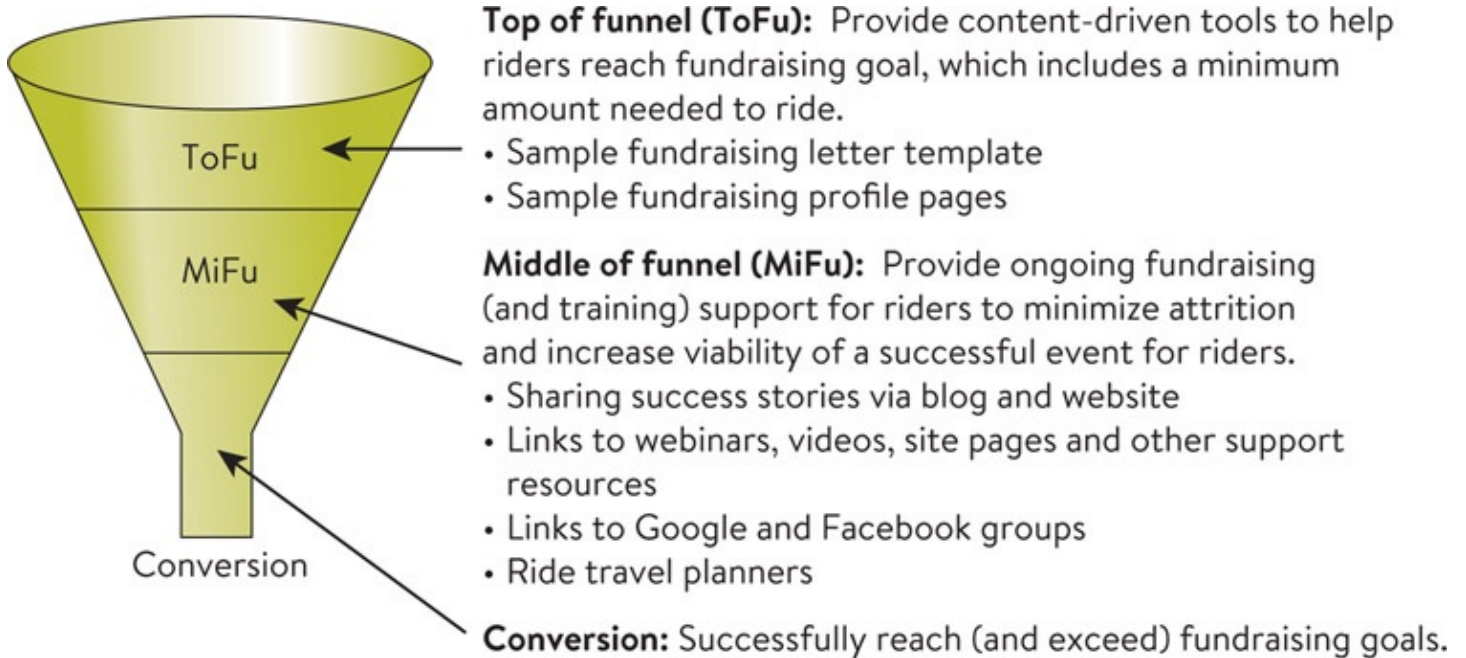 ToFu
MiFu
Conversion
Top of funnel (ToFu): Provide content-driven tools to help
riders reach fundraising goal, which includes a minimum
amount needed to ride.
• Sample fundraising letter template
• Sample fundraising profile pages
Middle of funnel (MiFu): Provide ongoing fundraising
(and training) support for riders to minimize attrition
and increase viability of a successful event for riders.
• Sharing success stories via blog and website
• Links to webinars, videos, site pages and other support
resources
• Links to Google and Facebook groups
• Ride travel planners
Conversion: Successfully reach (and exceed) fundraising goals.